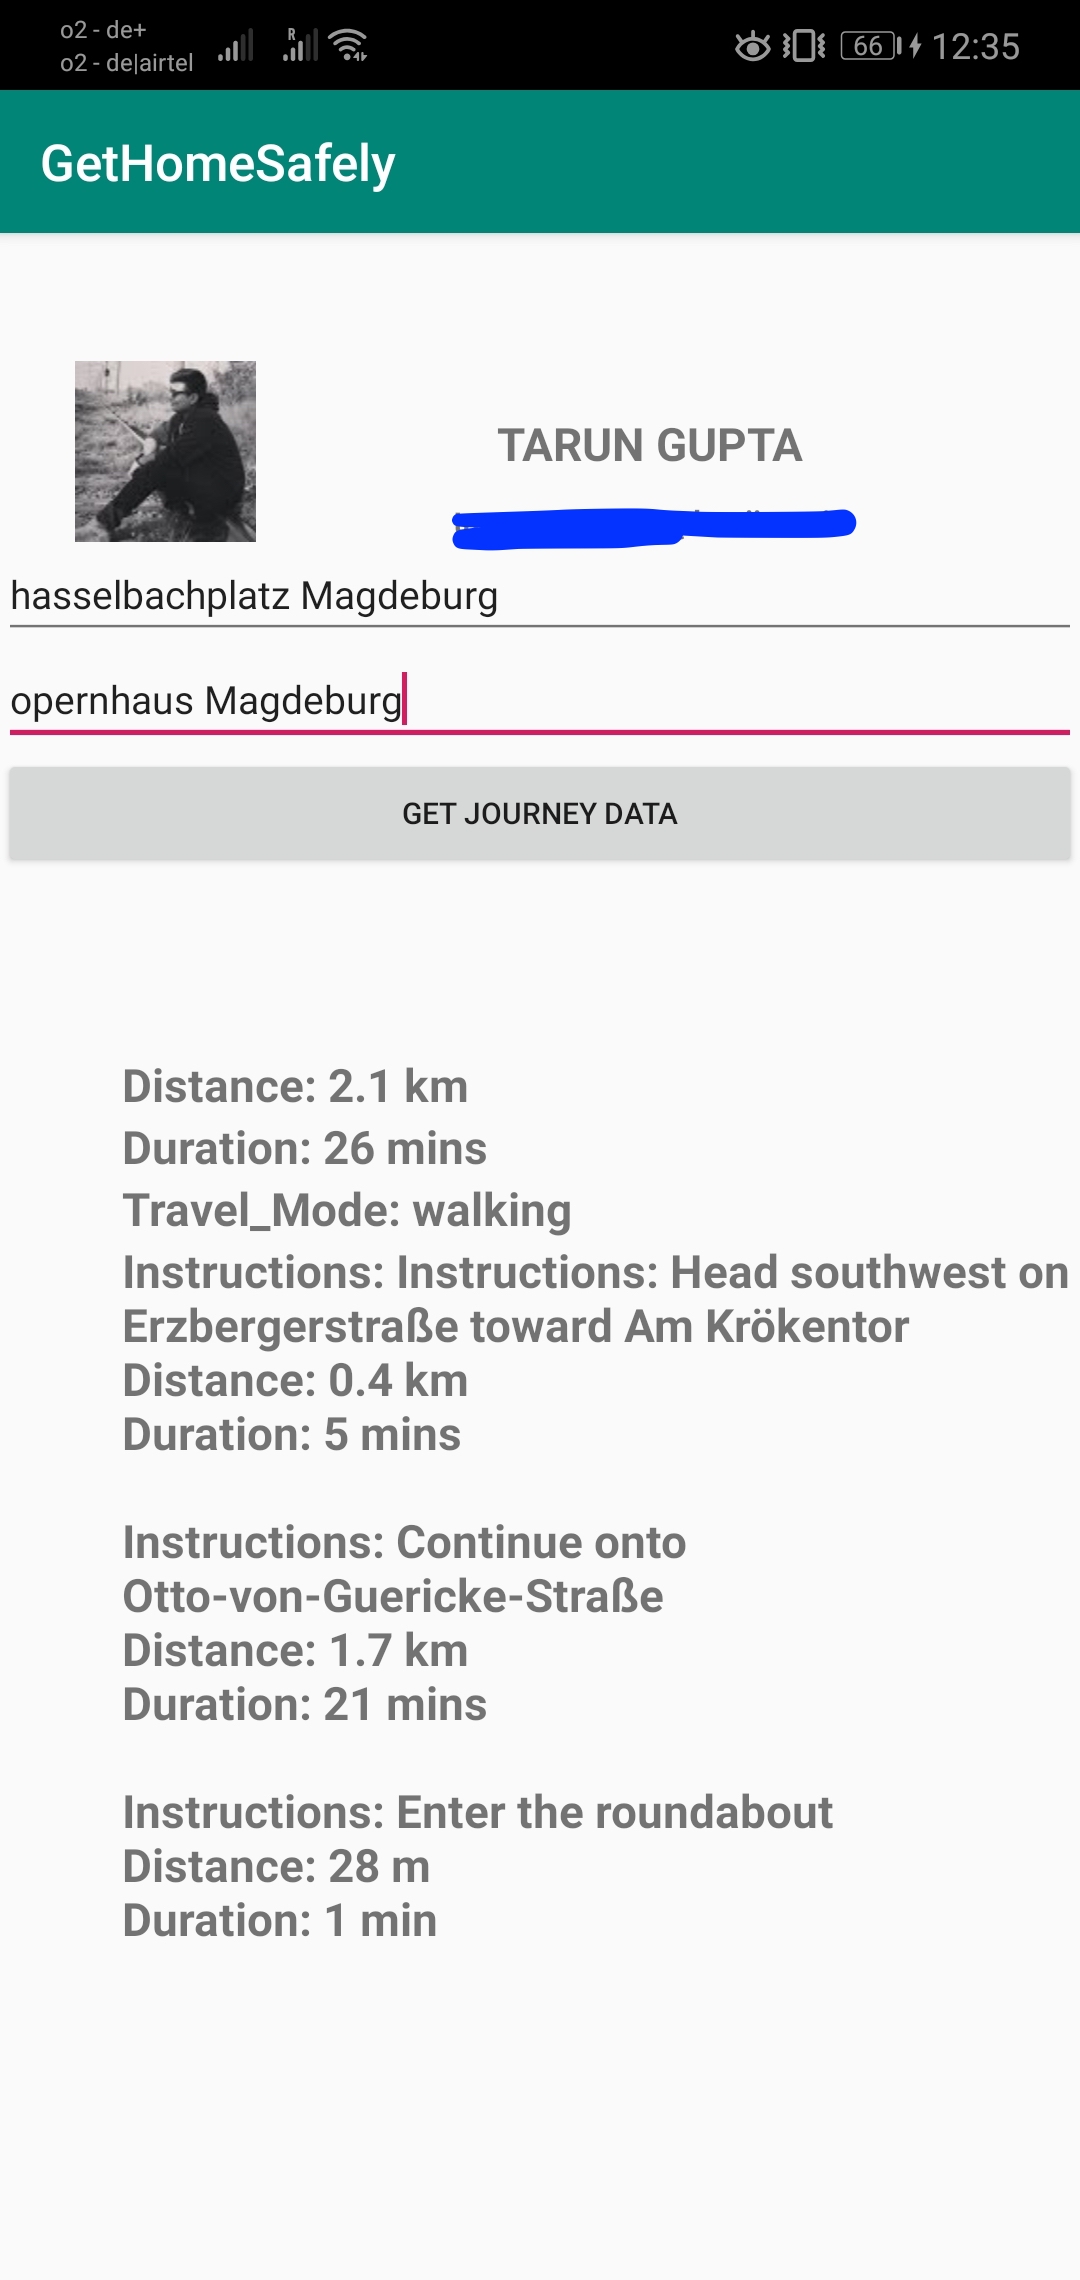 o2 - de+
o2 - de|airtel
R
66
12:35
GetHomeSafely
TARUN GUPTA
hasselbachplatz Magdeburg
opernhaus Magdeburg
GET JOURNEY DATA
Distance: 2.1 km
Duration: 26 mins
Travel_Mode: walking
Instructions: Instructions: Head southwest on
Erzbergerstraße toward Am Krökentor
Distance: 0.4 km
Duration: 5 mins
Instructions: Continue onto
Otto-von-Guericke-Straße
Distance: 1.7 km
Duration: 21 mins
Instructions: Enter the roundabout
Distance: 28 m
Duration: 1 min